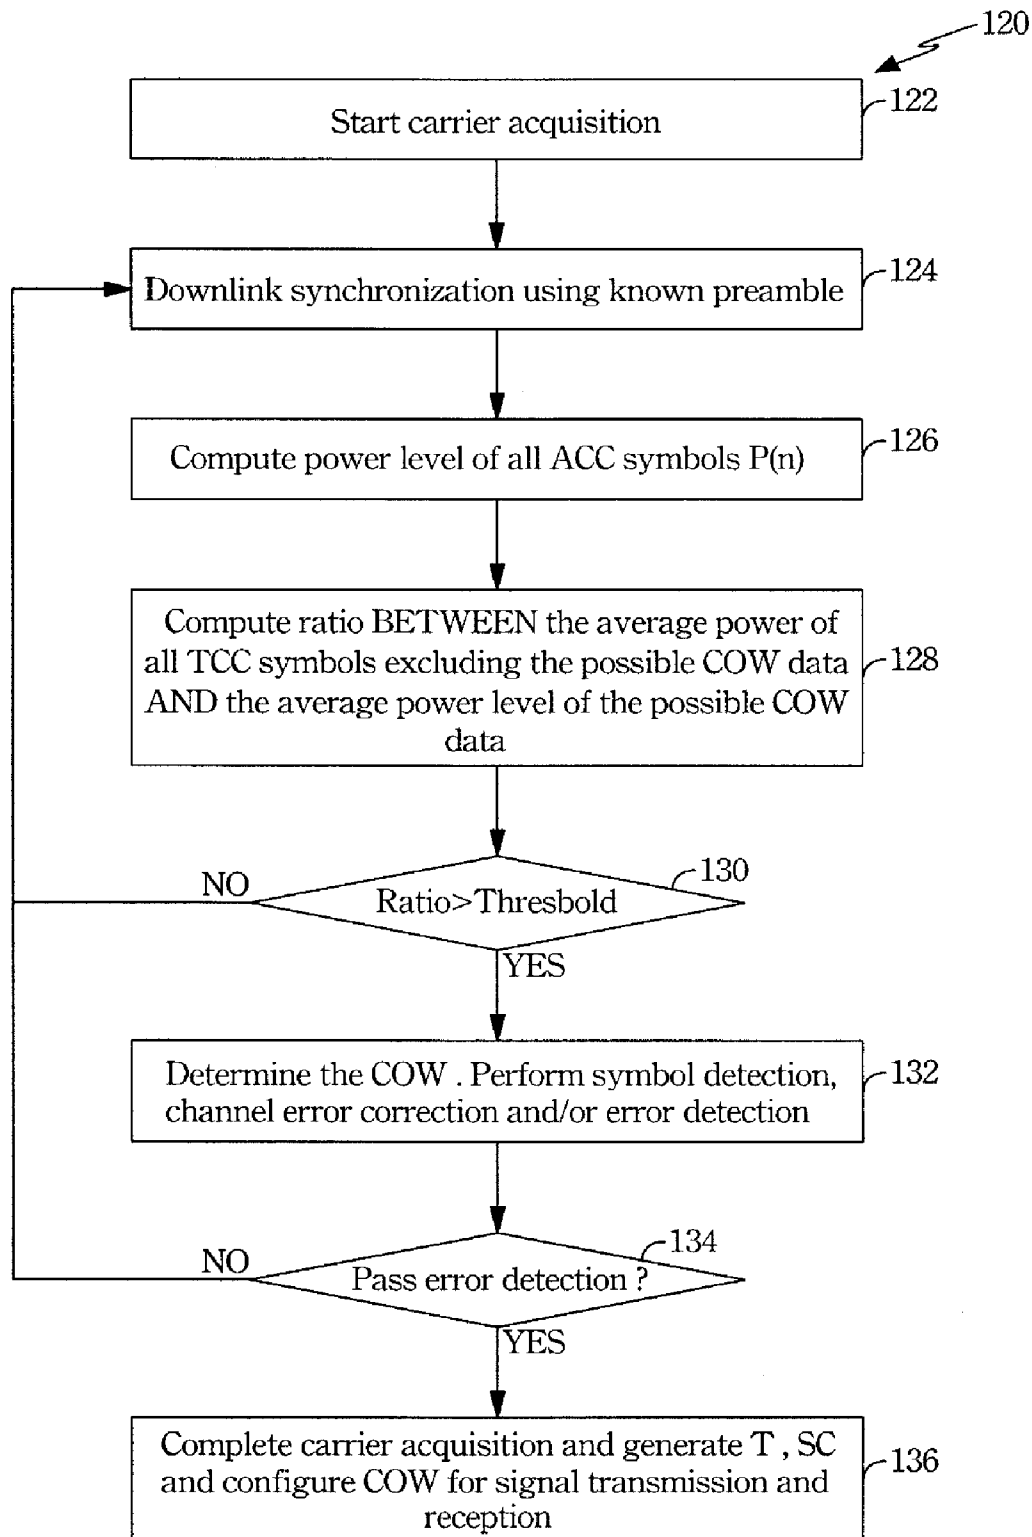 120
Start carrier acquisition
122
Downlink synchronization using known preamble
124
Compute power level of all ACC symbols P(n)
126
Compute ratio BETWEEN the average power of
all TCC symbols excluding the possible COW data
AND the average power level of the possible COW
data
128
Ratio>Thresbold
130
NO
YES
Determine the COW . Perform symbol detection,
channel error correction and/or error detection
132
Pass error detection ?
134
NO
YES
Complete carrier acquisition and generate T , SC
and configure COW for signal transmission and
reception
136